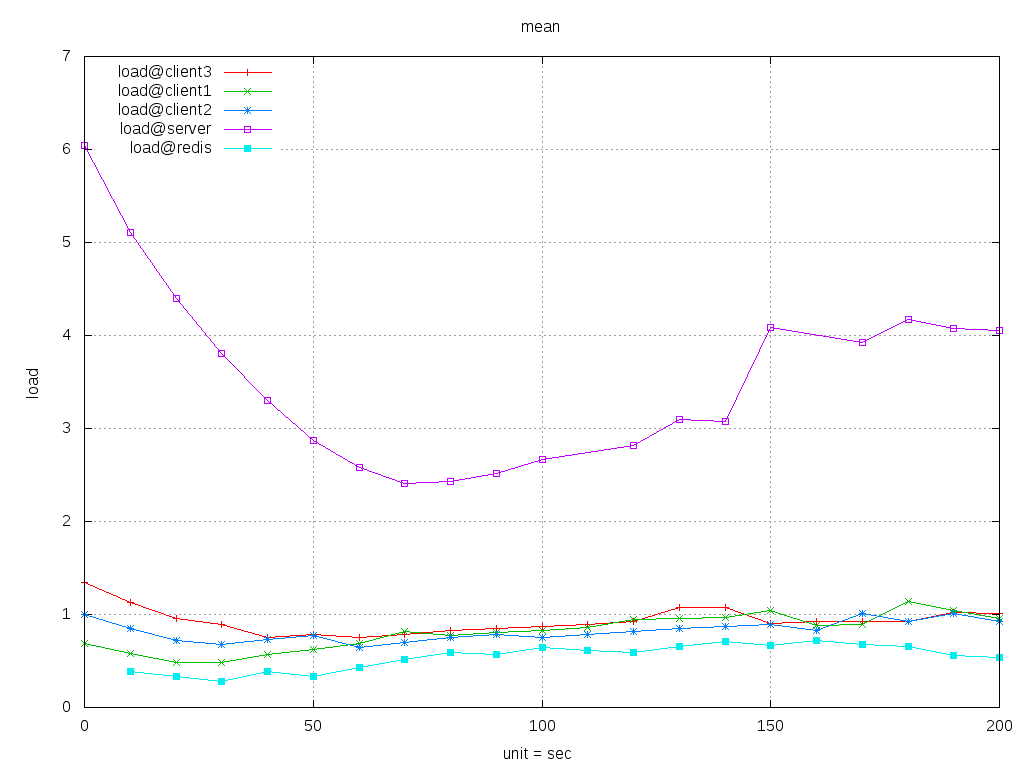 mean
7
6
5
4
3
2
1
0
load
load@client3
load@client1
load@client2
load@server
load@redis
0 50 100 150 200
unit = sec